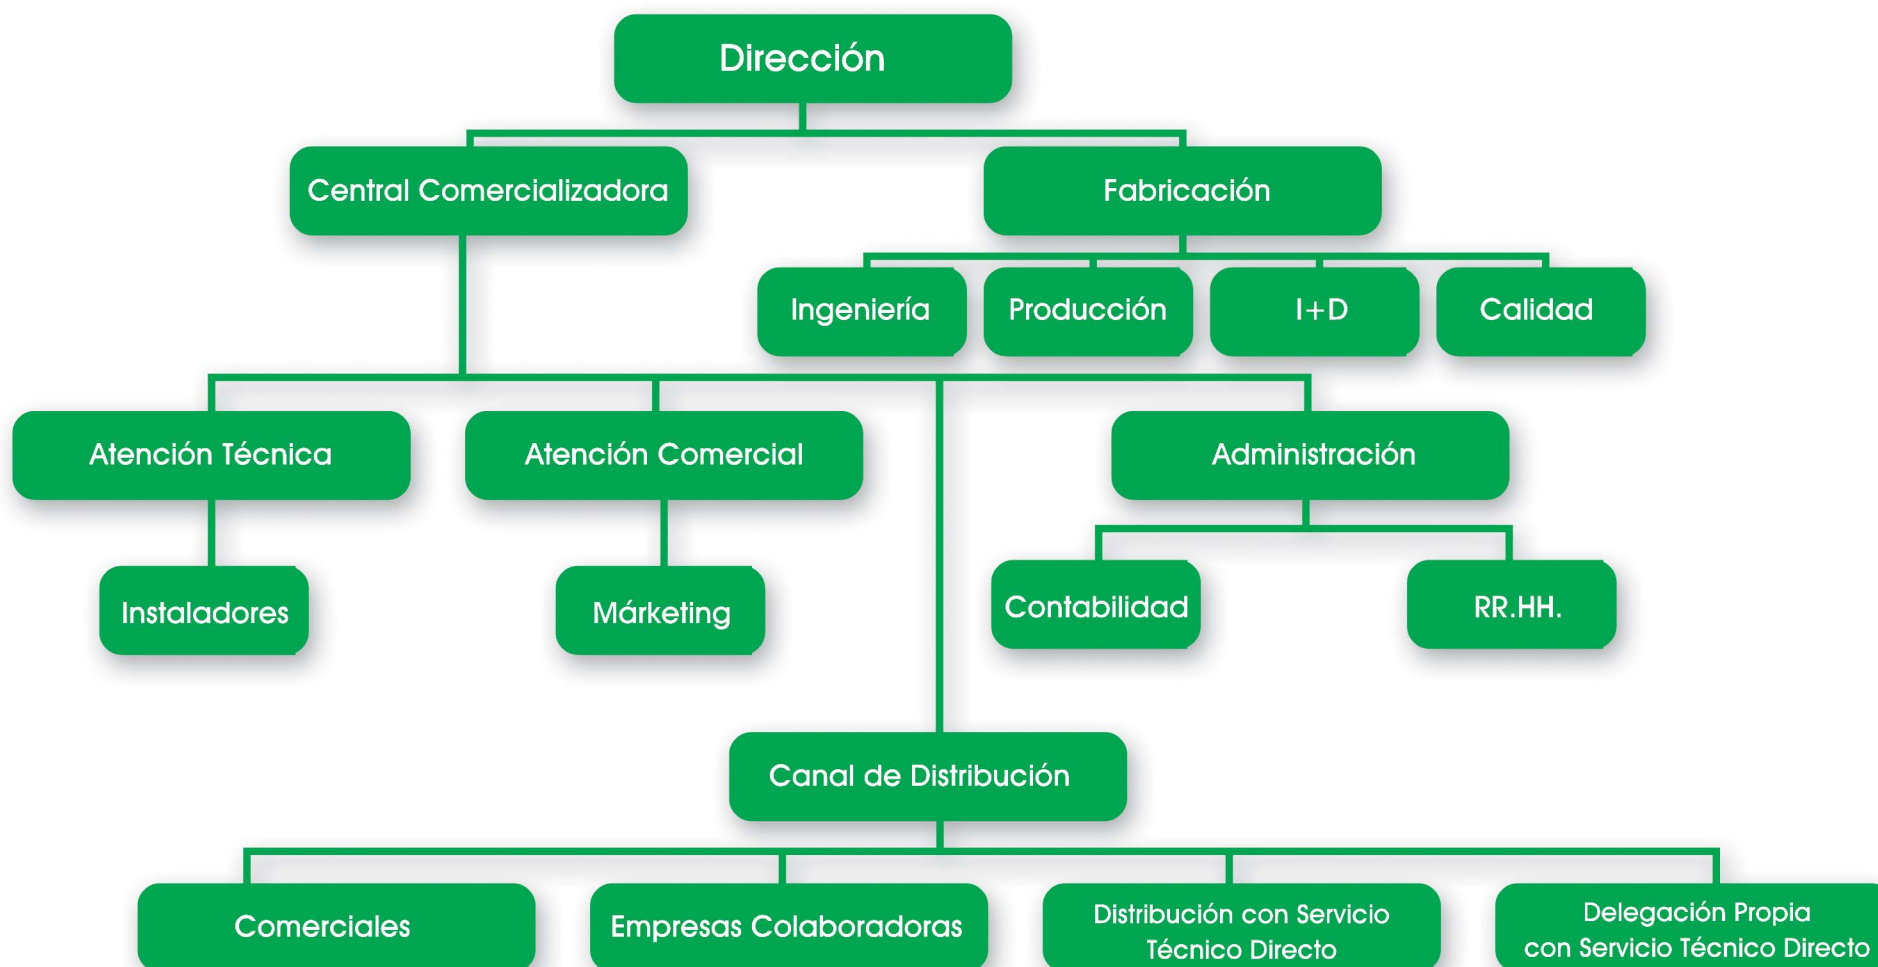 Dirección
Central Comercializadora
Fabricación
Ingeniería
Producción
I+D
Calidad
Atención Técnica
Atención Comercial
Administración
Instaladores
Márketing
Contabilidad
RR.HH.
Canal de Distribución
Comerciales
Empresas Colaboradoras
Distribución con Servicio
Técnico Directo
Delegación Propia
con Servicio Técnico Directo